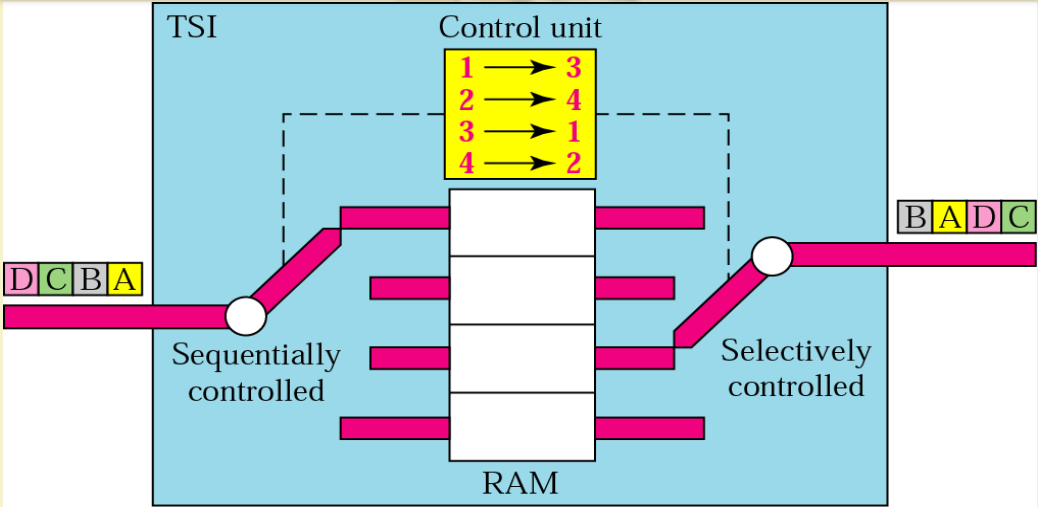 TSI
Control unit
1 → 3
2 → 4
3 → 1
4 → 2
B A D C
D C B A
Sequentially
controlled
Selectively
controlled
RAM